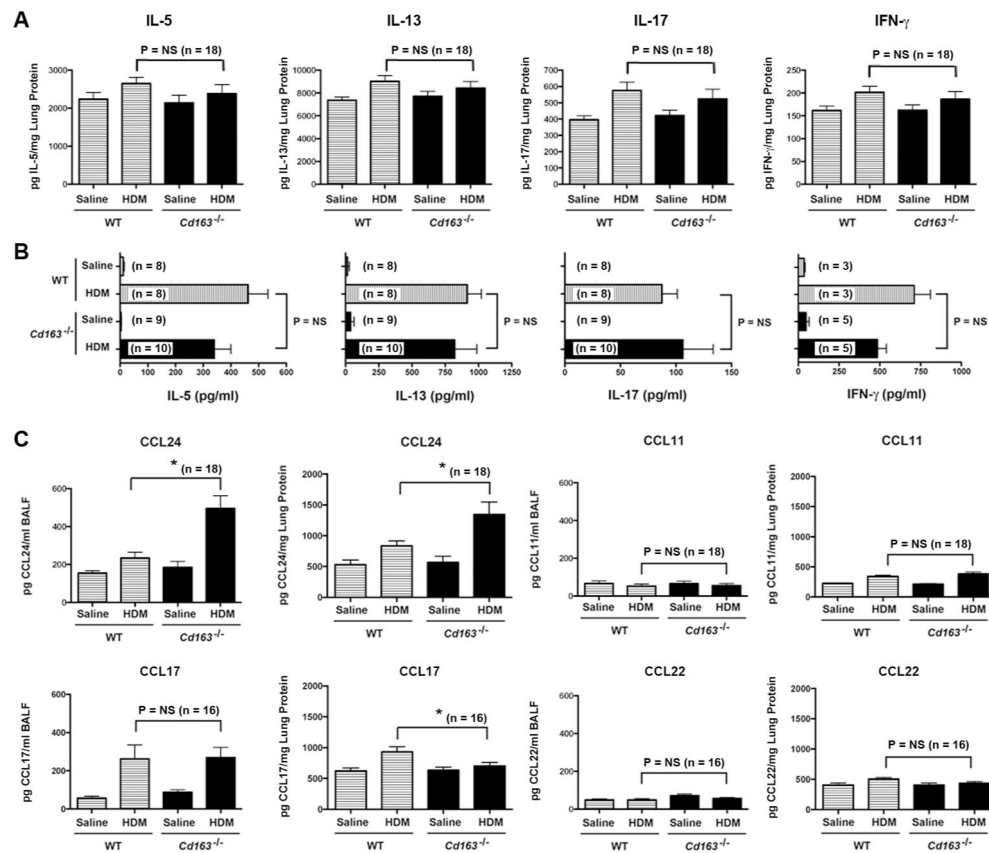 A
IL-5
IL-13
IL-17
IFN-γ
P = NS (n = 18)
pg IL-5/mg Lung Protein
3000
2000
1000
0
Saline HDM Saline HDM
WT Cd163-/-
P = NS (n = 18)
pg IL-13/mg Lung Protein
10000
8000
6000
4000
2000
0
Saline HDM Saline HDM
WT Cd163-/-
P = NS (n = 18)
pg IL-17/mg Lung Protein
700
600
500
400
300
200
100
0
Saline HDM Saline HDM
WT Cd163-/-
P = NS (n = 18)
pg IFN-γ/mg Lung Protein
250
200
150
100
50
0
Saline HDM Saline HDM
WT Cd163-/-
B
WT
Cd163-/-
Saline
HDM
Saline
HDM
(n = 8)
(n = 8)
(n = 9)
(n = 10)
P = NS
0 100 200 300 400 500 600
IL-5 (pg/ml)
(n = 8)
(n = 8)
(n = 9)
(n = 10)
P = NS
0 250 500 750 1000 1250
IL-13 (pg/ml)
(n = 8)
(n = 8)
(n = 9)
(n = 10)
P = NS
0 50 100 150
IL-17 (pg/ml)
(n = 3)
(n = 3)
(n = 5)
(n = 5)
P = NS
0 250 500 750 1000
IFN-γ (pg/ml)
C
CCL24
* (n = 18)
pg CCL24/ml BALF
600
400
200
0
Saline HDM Saline HDM
WT Cd163-/-
CCL24
* (n = 18)
pg CCL24/mg Lung Protein
2000
1500
1000
500
0
Saline HDM Saline HDM
WT Cd163-/-
CCL11
P = NS (n = 18)
pg CCL11/ml BALF
600
400
200
0
Saline HDM Saline HDM
WT Cd163-/-
CCL11
P = NS (n = 18)
pg CCL11/mg Lung Protein
2000
1500
1000
500
0
Saline HDM Saline HDM
WT Cd163-/-
CCL17
P = NS (n = 16)
pg CCL17/ml BALF
600
400
200
0
Saline HDM Saline HDM
WT Cd163-/-
CCL17
* (n = 16)
pg CCL17/mg Lung Protein
2000
1500
1000
500
0
Saline HDM Saline HDM
WT Cd163-/-
CCL22
P = NS (n = 16)
pg CCL22/ml BALF
600
400
200
0
Saline HDM Saline HDM
WT Cd163-/-
CCL22
P = NS (n = 16)
pg CCL22/mg Lung Protein
2000
1500
1000
500
0
Saline HDM Saline HDM
WT Cd163-/-